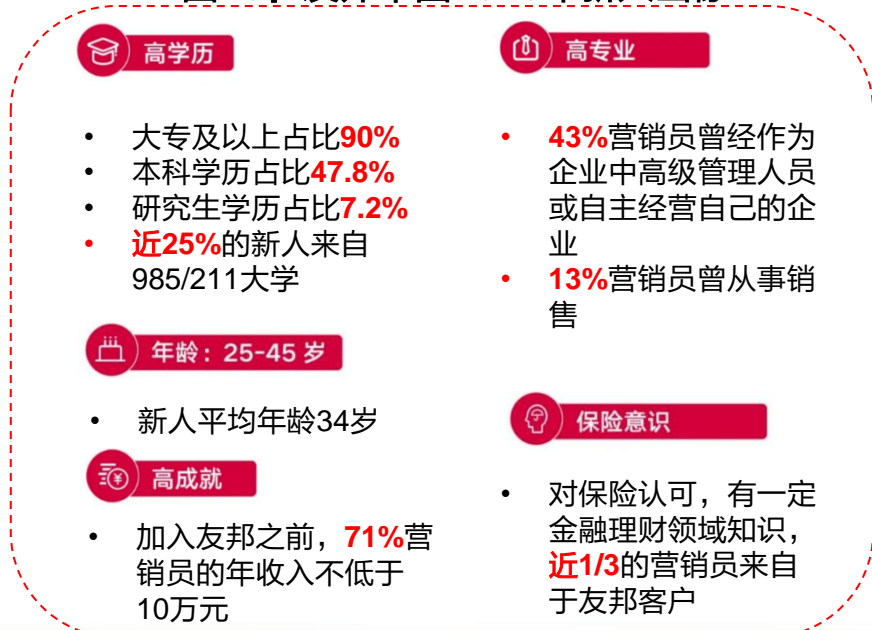 高学历
• 大专及以上占比90%
• 本科学历占比47.8%
• 研究生学历占比7.2%
• 近25%的新人来自
985/211大学
年龄：25-45 岁
• 新人平均年龄34岁
高成就
• 加入友邦之前，71%营
销员的年收入不低于
10万元
高专业
• 43%营销员曾经作为
企业中高级管理人员
或自主经营自己的企
业
• 13%营销员曾从事销
售
保险意识
• 对保险认可，有一定
金融理财领域知识，
近1/3的营销员来自
于友邦客户